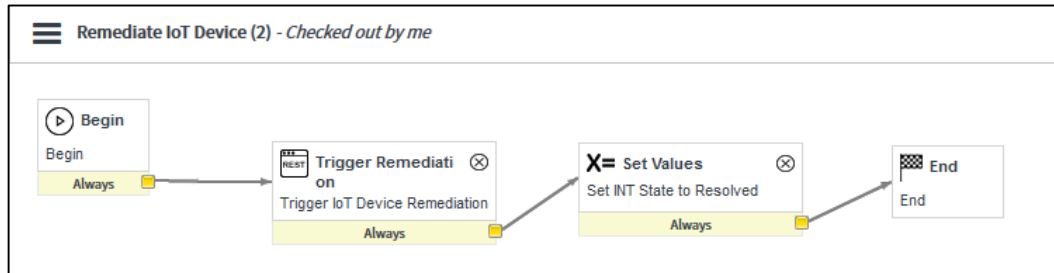 Remediate IoT Device (2) - Checked out by me
Begin
Begin
Always
REST
Trigger Remediati
on
Trigger IoT Device Remediation
Always
X= Set Values
Set INT State to Resolved
Always
End
End